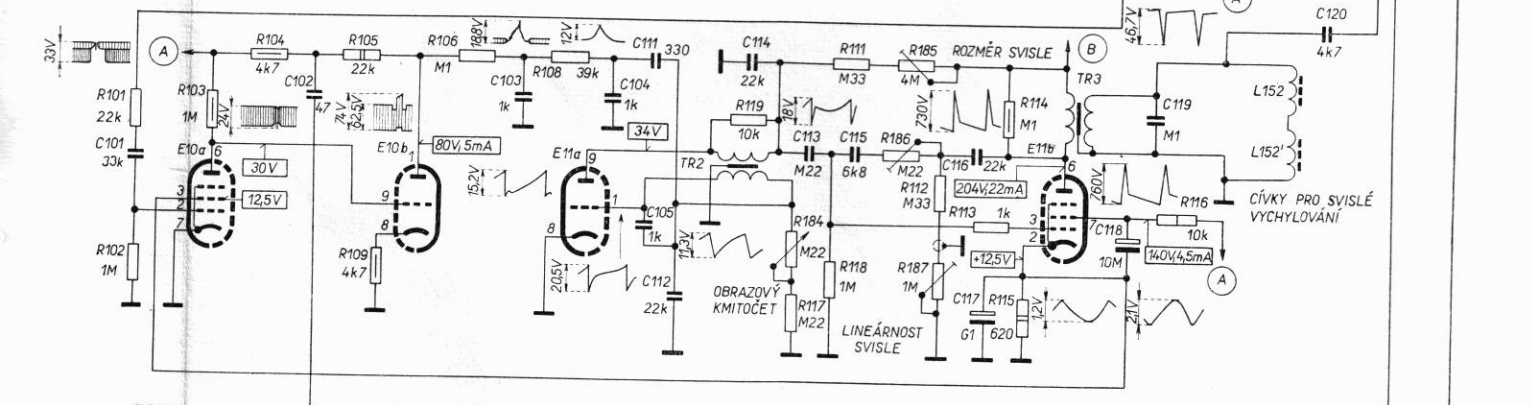 33V
A
R104
4k7
R105
22k
R106
M1
18,8V
12V
R108
39k
C111
330
C114
22k
R111
M33
R185
4M
ROZMĚR SVISLE
B
46,7V
C120
4k7
R101
22k
C101
33k
R103
1M
24V
C102
47
74V
62,5V
C103
1k
C104
1k
R119
10k
18V
730V
R114
M1
TR3
C119
M1
L152
L152'
E10a
6
30V
12,5V
3
2
7
E10b
1
80V, 5mA
9
8
34V
E11a
9
TR2
C113
M22
C115
6k8
R186
M22
C116
22k
E11b
6
204V, 22mA
760V
R112
M33
15,2V
1
8
C105
1k
11,3V
R184
M22
R113
1k
3
2
7
C118
10M
R116
10k
CÍVKY PRO SVISLÉ
VYCHYLOVÁNÍ
R102
1M
R109
4k7
20,5V
C112
22k
OBRAZOVÝ
KMITOČET
R117
M22
R118
1M
R187
1M
+12,5V
140V, 4,5mA
A
LINEÁRNOST
SVISLE
C117
G1
R115
620
1,2V
2,1V